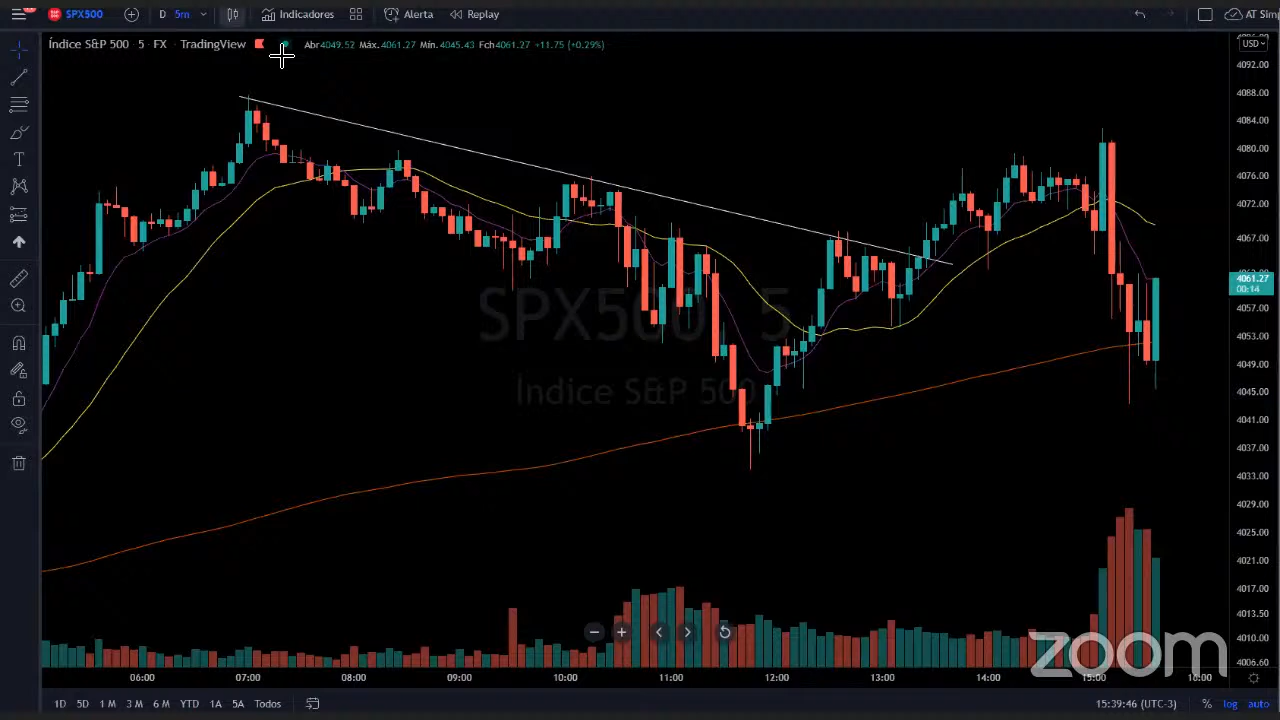 SPX500 D 5m Indicadores Alerta Replay AT Sim
Índice S&P 500 · 5 · FX · TradingView Abr4049.52 Máx.4061.27 Mín.4045.43 Fch4061.27 +11.75 (+0.29%)
USD
4092.00
4088.00
4084.00
4080.00
4076.00
4072.00
4067.00
4061.27
00:14
4057.00
4053.00
4049.00
4045.00
4041.00
4037.00
4033.00
4029.00
4025.00
4021.00
4017.00
4013.50
4010.00
4006.60
SPX500, 5
Índice S&P 500
zoom
06:00 07:00 08:00 09:00 10:00 11:00 12:00 13:00 14:00 15:00 16:00
1D 5D 1M 3M 6M YTD 1A 5A Todos 15:39:46 (UTC-3) % log auto